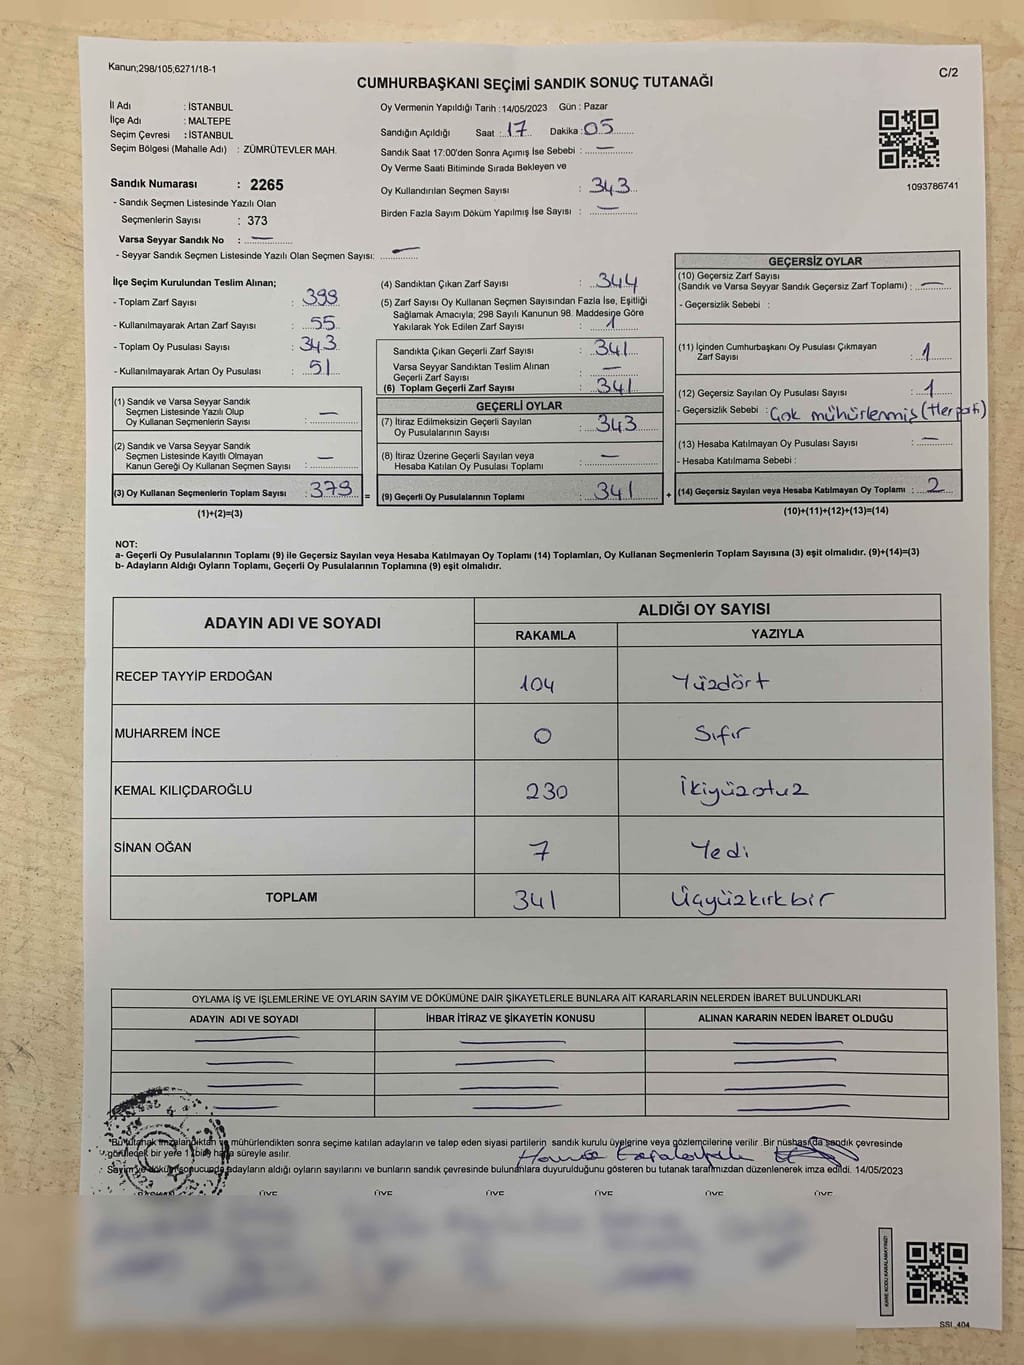 Kanun;298/105;6271/18-1
C/2
CUMHURBAŞKANI SEÇİMİ SANDIK SONUÇ TUTANAĞI
İl Adı : İSTANBUL
İlçe Adı : MALTEPE
Seçim Çevresi : İSTANBUL
Seçim Bölgesi (Mahalle Adı) : ZÜMRÜTEVLER MAH.
Sandık Numarası : 2265
- Sandık Seçmen Listesinde Yazılı Olan
Seçmenlerin Sayısı : 373
Varsa Seyyar Sandık No : —
- Seyyar Sandık Seçmen Listesinde Yazılı Olan Seçmen Sayısı: —
Oy Vermenin Yapıldığı Tarih : 14/05/2023 Gün : Pazar
Sandığın Açıldığı Saat : 17 Dakika : 05
Sandık Saat 17:00'den Sonra Açımış İse Sebebi : —
Oy Verme Saati Bitiminde Sırada Bekleyen ve
Oy Kullandırılan Seçmen Sayısı : 343
Birden Fazla Sayım Döküm Yapılmış İse Sayısı : —
1093786741
İlçe Seçim Kurulundan Teslim Alınan;
- Toplam Zarf Sayısı : 399
- Kullanılmayarak Artan Zarf Sayısı : 55
- Toplam Oy Pusulası Sayısı : 343
- Kullanılmayarak Artan Oy Pusulası : 51
(1) Sandık ve Varsa Seyyar Sandık
Seçmen Listesinde Yazılı Olup
Oy Kullanan Seçmenlerin Sayısı : —
(2) Sandık ve Varsa Seyyar Sandık
Seçmen Listesinde Kayıtlı Olmayan
Kanun Gereği Oy Kullanan Seçmen Sayısı : —
(3) Oy Kullanan Seçmenlerin Toplam Sayısı : 379 =
(1)+(2)=(3)
(4) Sandıktan Çıkan Zarf Sayısı : 344
(5) Zarf Sayısı Oy Kullanan Seçmen Sayısından Fazla İse, Eşitliği
Sağlamak Amacıyla; 298 Sayılı Kanunun 98. Maddesine Göre
Yakılarak Yok Edilen Zarf Sayısı : 1
Sandıkta Çıkan Geçerli Zarf Sayısı : 341
Varsa Seyyar Sandıktan Teslim Alınan
Geçerli Zarf Sayısı : —
(6) Toplam Geçerli Zarf Sayısı : 341
GEÇERLİ OYLAR
(7) İtiraz Edilmeksizin Geçerli Sayılan
Oy Pusulalarının Sayısı : 343
(8) İtiraz Üzerine Geçerli Sayılan veya
Hesaba Katılan Oy Pusulası Toplamı : —
(9) Geçerli Oy Pusulalarının Toplamı : 341 +
GEÇERSİZ OYLAR
(10) Geçersiz Zarf Sayısı
(Sandık ve Varsa Seyyar Sandık Geçersiz Zarf Toplamı) : —
- Geçersizlik Sebebi :
(11) İçinden Cumhurbaşkanı Oy Pusulası Çıkmayan
Zarf Sayısı : 1
(12) Geçersiz Sayılan Oy Pusulası Sayısı : 1
- Geçersizlik Sebebi : Çok mühürlenmiş (Her parti)
(13) Hesaba Katılmayan Oy Pusulası Sayısı : —
- Hesaba Katılmama Sebebi :
(14) Geçersiz Sayılan veya Hesaba Katılmayan Oy Toplamı : 2
(10)+(11)+(12)+(13)=(14)
NOT:
a- Geçerli Oy Pusulalarının Toplamı (9) ile Geçersiz Sayılan veya Hesaba Katılmayan Oy Toplamı (14) Toplamları, Oy Kullanan Seçmenlerin Toplam Sayısına (3) eşit olmalıdır. (9)+(14)=(3)
b- Adayların Aldığı Oyların Toplamı, Geçerli Oy Pusulalarının Toplamına (9) eşit olmalıdır.
ADAYIN ADI VE SOYADI
ALDIĞI OY SAYISI
RAKAMLA YAZIYLA
RECEP TAYYİP ERDOĞAN 104 Yüzdört
MUHARREM İNCE 0 Sıfır
KEMAL KILIÇDAROĞLU 230 İkiyüzotuz
SİNAN OĞAN 7 Yedi
TOPLAM 341 Üçyüzkırkbir
OYLAMA İŞ VE İŞLEMLERİNE VE OYLARIN SAYIM VE DÖKÜMÜNE DAİR ŞİKAYETLERLE BUNLARA AİT KARARLARIN NELERDEN İBARET BULUNDUKLARI
ADAYIN ADI VE SOYADI İHBAR İTİRAZ VE ŞİKAYETİN KONUSU ALINAN KARARIN NEDEN İBARET OLDUĞU
Bu tutanak imzalandıktan ve mühürlendikten sonra seçime katılan adayların ve talep eden siyasi partilerin sandık kurulu üyelerine veya gözlemcilerine verilir. Bir nüshası da sandık çevresinde
görülecek bir yere 1 (bir) hafta süreyle asılır.
Sayım ve döküm sonucunda adayların aldığı oyların sayılarını ve bunların sandık çevresinde bulunanlara duyurulduğunu gösteren bu tutanak tarafımızdan düzenlenerek imza edildi. 14/05/2023
BAŞKAN ÜYE ÜYE ÜYE ÜYE ÜYE ÜYE
KARE KODU KARALAMAYINIZ!
SSI_404